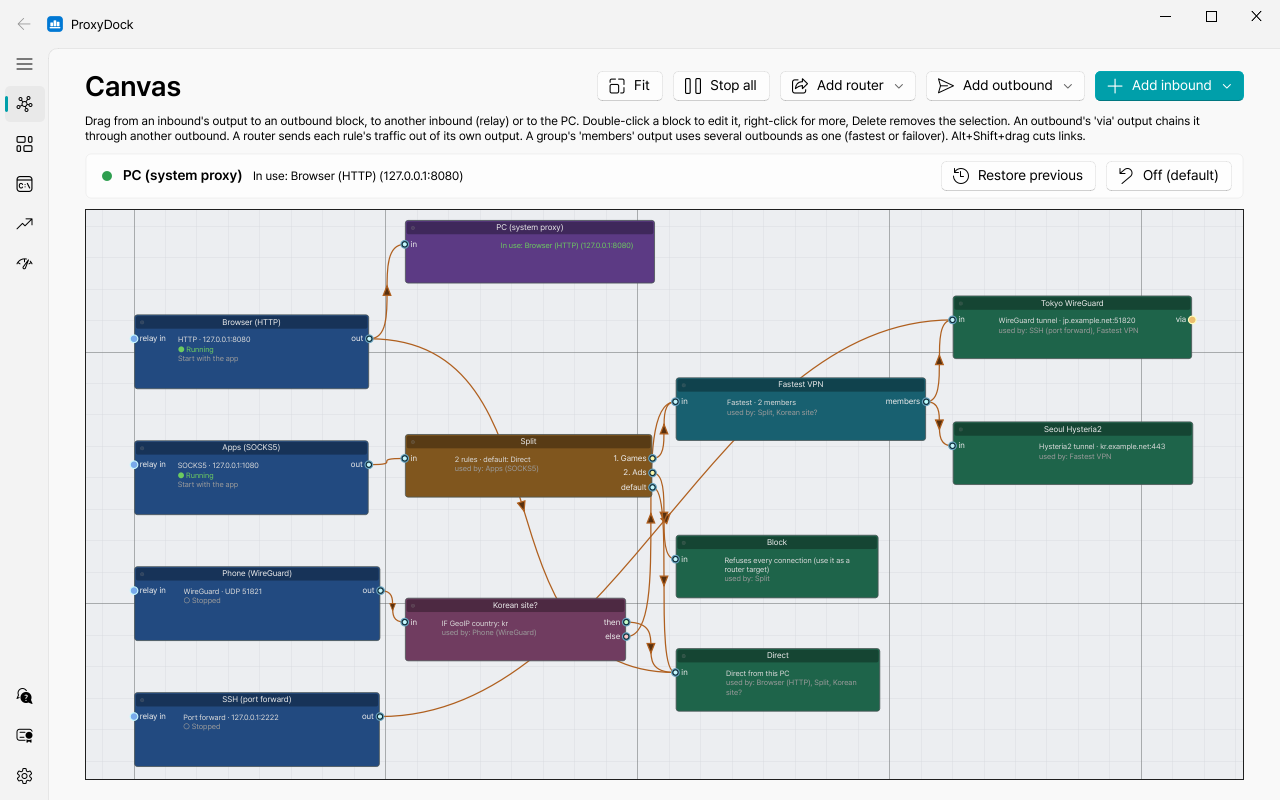 ProxyDock
Canvas
Fit
Stop all
Add router
Add outbound
Add inbound
Drag from an inbound's output to an outbound block, to another inbound (relay) or to the PC. Double-click a block to edit it, right-click for more, Delete removes the selection. An outbound's 'via' output chains it
through another outbound. A router sends each rule's traffic out of its own output. A group's 'members' output uses several outbounds as one (fastest or failover). Alt+Shift+drag cuts links.
PC (system proxy) In use: Browser (HTTP) (127.0.0.1:8080)
Restore previous
Off (default)
PC (system proxy)
in
In use: Browser (HTTP) (127.0.0.1:8080)
Browser (HTTP)
relay in
HTTP · 127.0.0.1:8080
out
Running
Start with the app
Tokyo WireGuard
in
WireGuard tunnel · jp.example.net:51820
via
used by: SSH (port forward), Fastest VPN
Fastest VPN
in
Fastest · 2 members
members
used by: Split, Korean site?
Apps (SOCKS5)
relay in
SOCKS5 · 127.0.0.1:1080
out
Running
Start with the app
Split
in
2 rules · default: Direct
used by: Apps (SOCKS5)
1. Games
2. Ads
default
Seoul Hysteria2
in
Hysteria2 tunnel · kr.example.net:443
used by: Fastest VPN
Block
in
Refuses every connection (use it as a
router target)
used by: Split
Phone (WireGuard)
relay in
WireGuard · UDP 51821
out
Stopped
Korean site?
in
IF GeoIP country: kr
used by: Phone (WireGuard)
then
else
Direct
in
Direct from this PC
used by: Browser (HTTP), Split, Korean
site?
SSH (port forward)
relay in
Port forward · 127.0.0.1:2222
out
Stopped